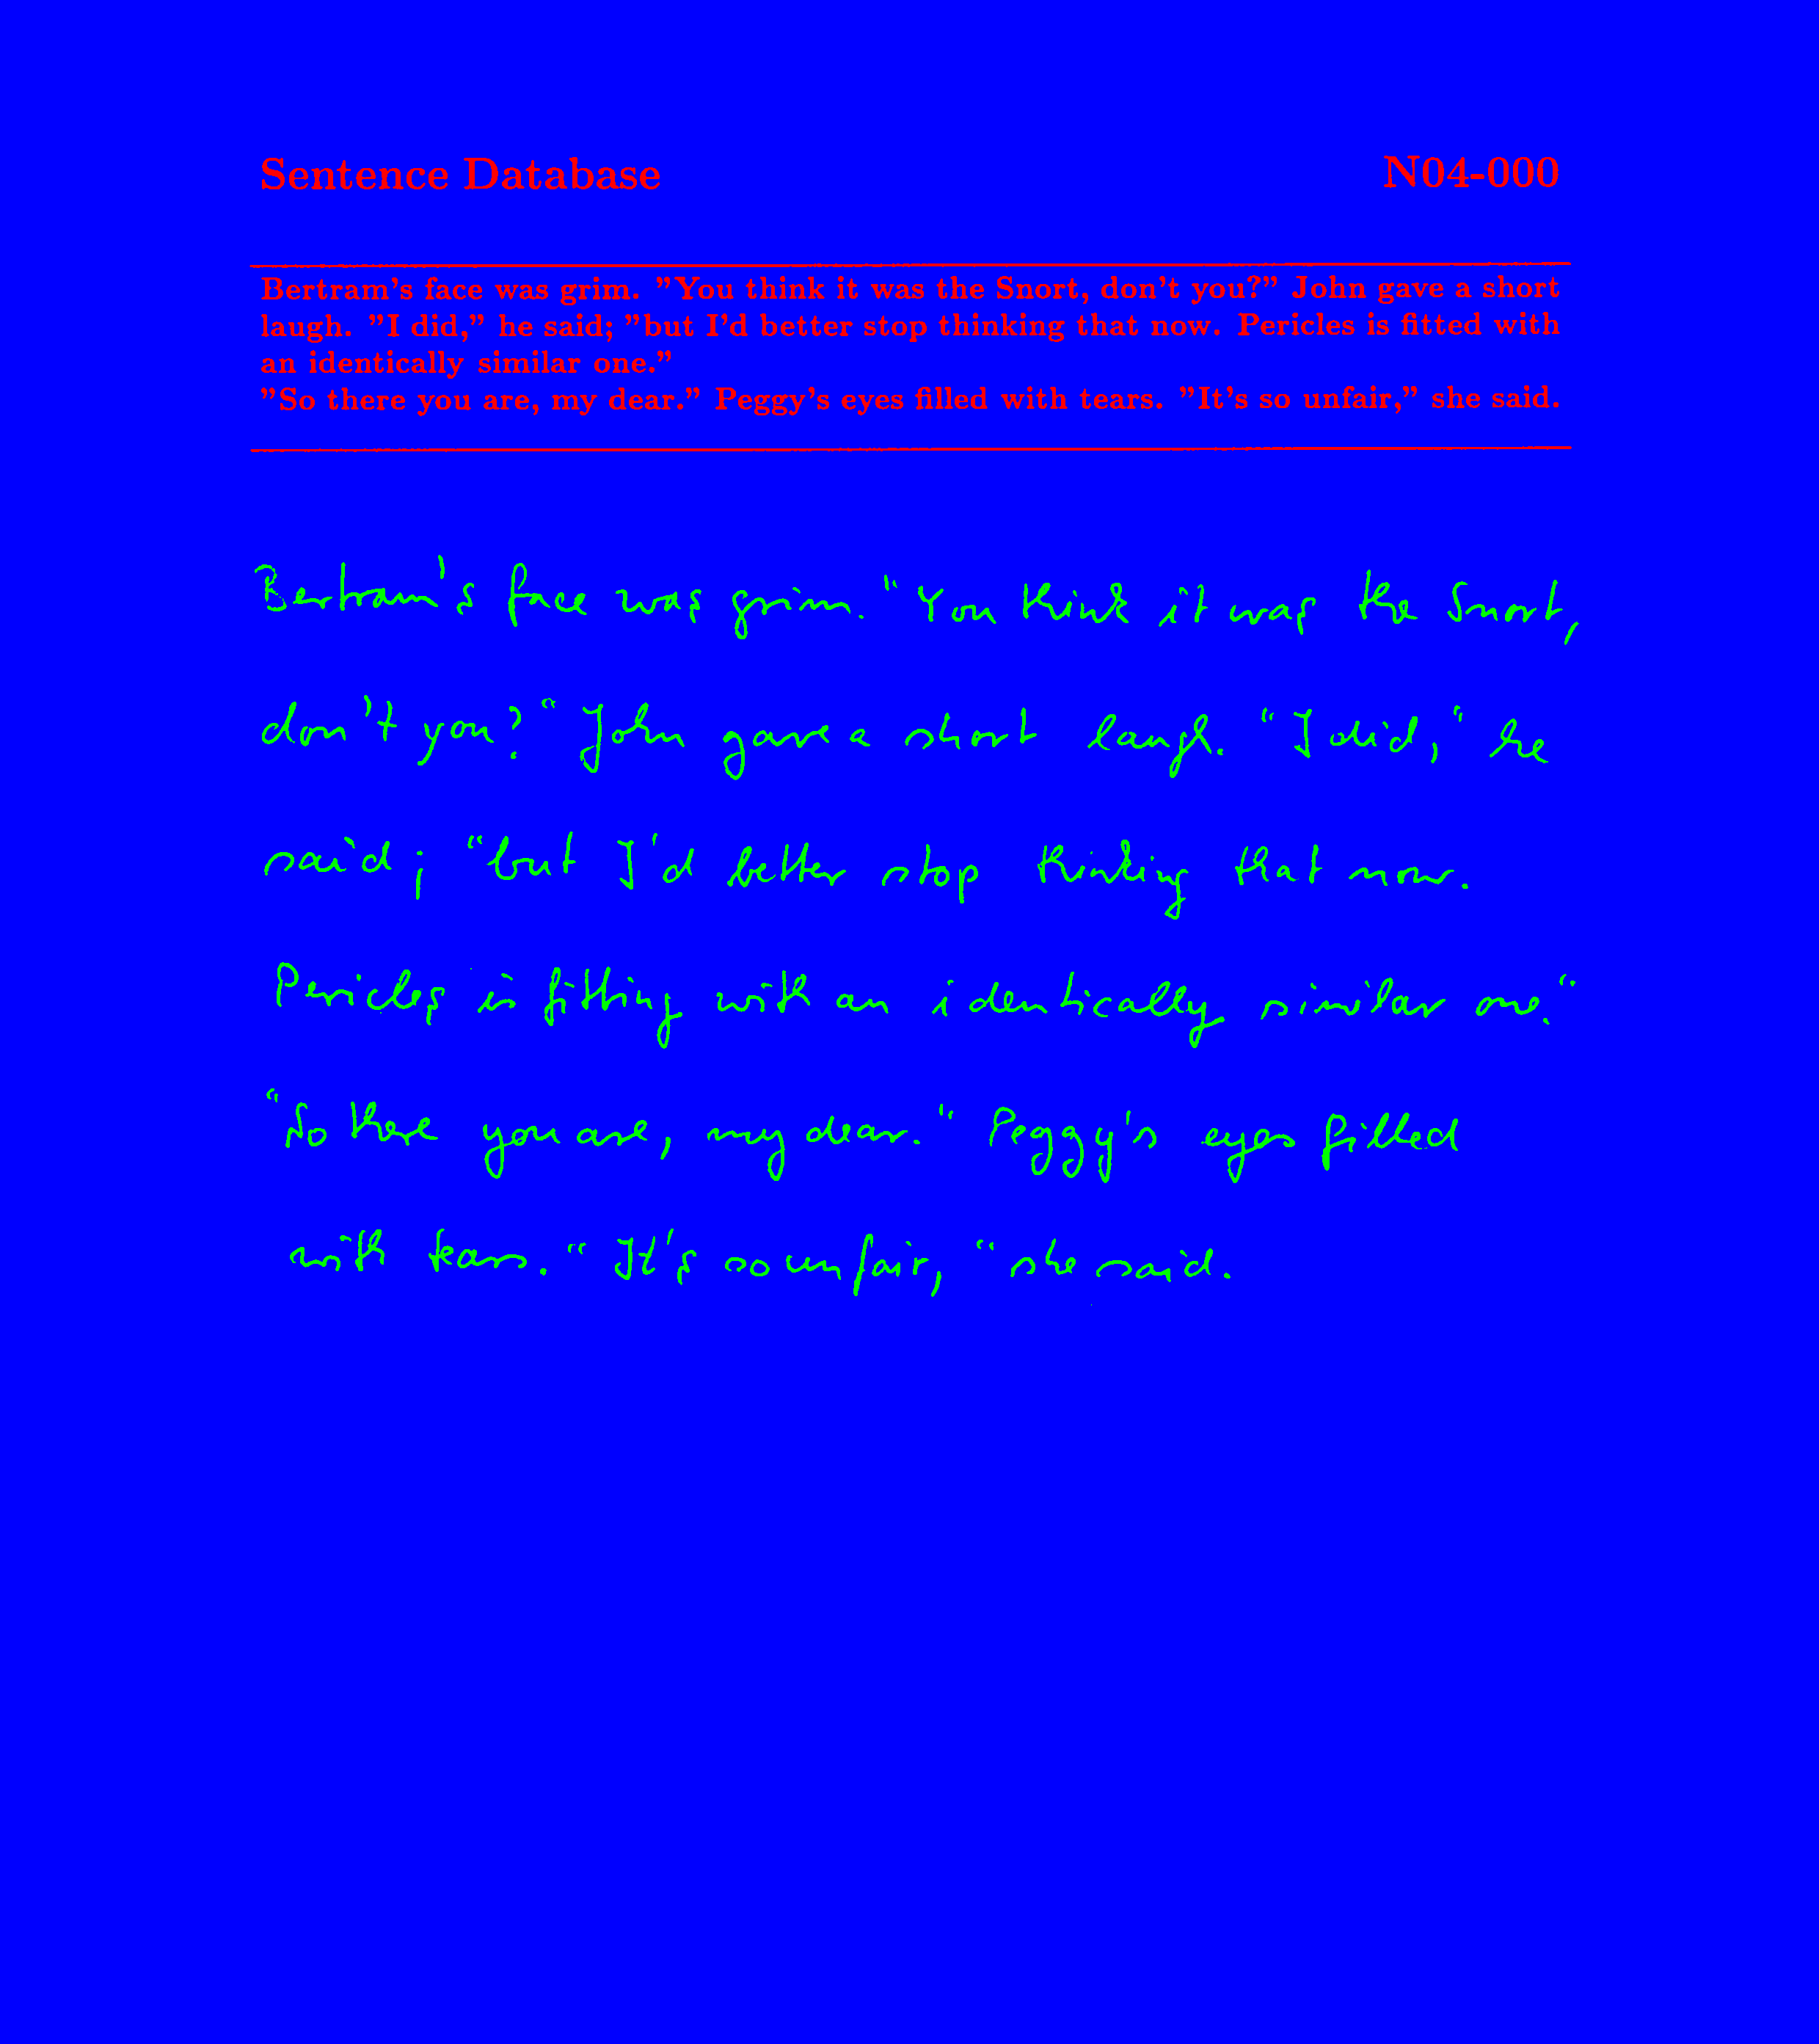 Sentence Database N04-000
Bertram's face was grim. "You think it was the Snort, don't you?" John gave a short
laugh. "I did," he said; "but I'd better stop thinking that now. Pericles is fitted with
an identically similar one."
"So there you are, my dear." Peggy's eyes filled with tears. "It's so unfair," she said.
Bertram's face was grim. "You think it was the Snort,
don't you?" John gave a short laugh. "I did," he
said; "but I'd better stop thinking that now.
Pericles is fitting with an identically similar one."
"So there you are, my dear." Peggy's eyes filled
with tears. "It's so unfair," she said.